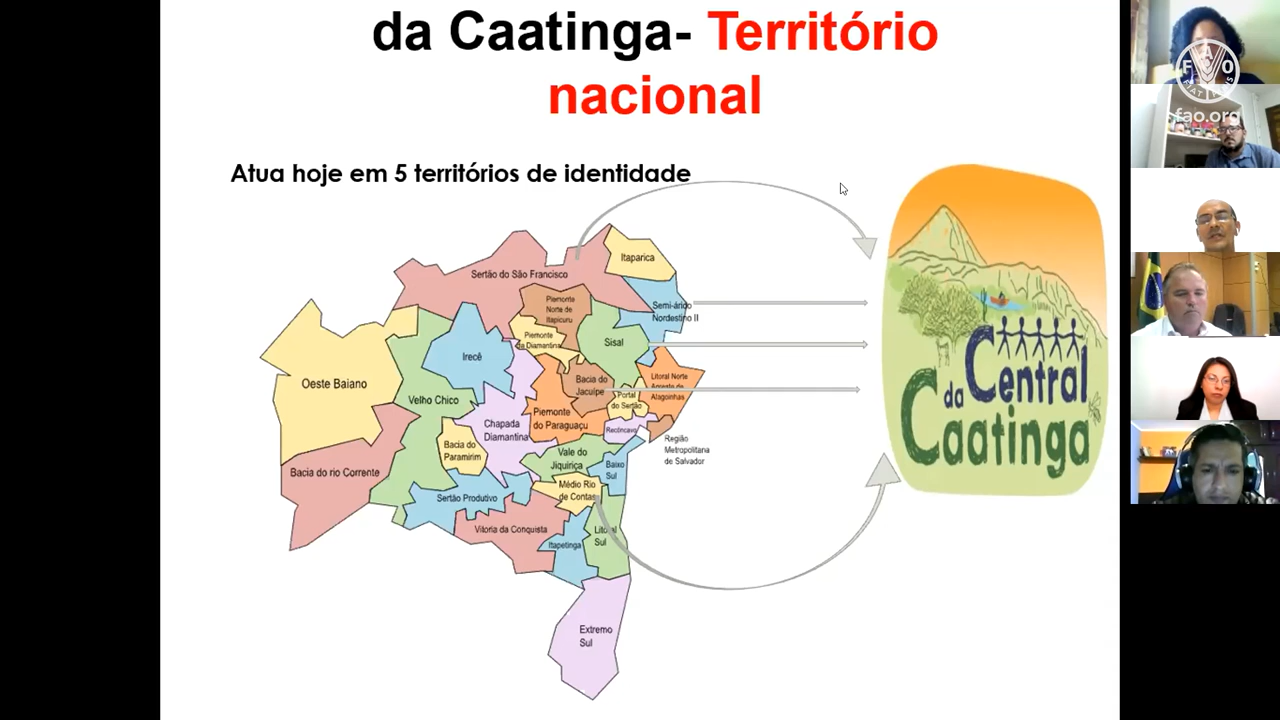 da Caatinga- Território
nacional
Atua hoje em 5 territórios de identidade
Sertão do São Francisco
Itaparica
Piemonte
Norte de
Itapicuru
Semi-árido
Nordestino II
Piemonte
da Diamantina
Sisal
Irecê
Oeste Baiano
Velho Chico
Bacia do
Jacuípe
Litoral Norte
Agreste de
Alagoinhas
Portal
do Sertão
Piemonte
do Paraguaçu
Chapada
Diamantina
Recôncavo
Região
Metropolitana
de Salvador
Bacia do
Paramirim
Vale do
Jiquiriça
Baixo
Sul
Bacia do rio Corrente
Médio Rio
de Contas
Sertão Produtivo
Vitoria da Conquista
Itapetinga
Litoral
Sul
Extremo
Sul
Central
da
Caatinga
F A O
FIAT PANIS
fao.org